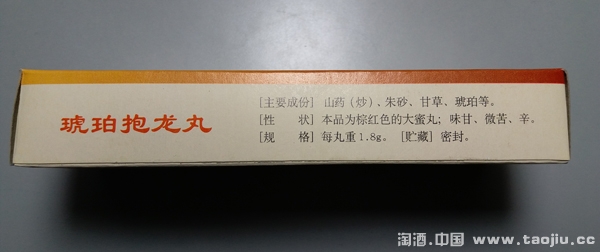 琥珀抱龙丸
[主要成份] 山药（炒）、朱砂、甘草、琥珀等。
[性　　状] 本品为棕红色的大蜜丸；味甘、微苦、辛。
[规　　格] 每丸重1.8g。 [贮藏] 密封。
淘酒.中国 www.taojiu.cc